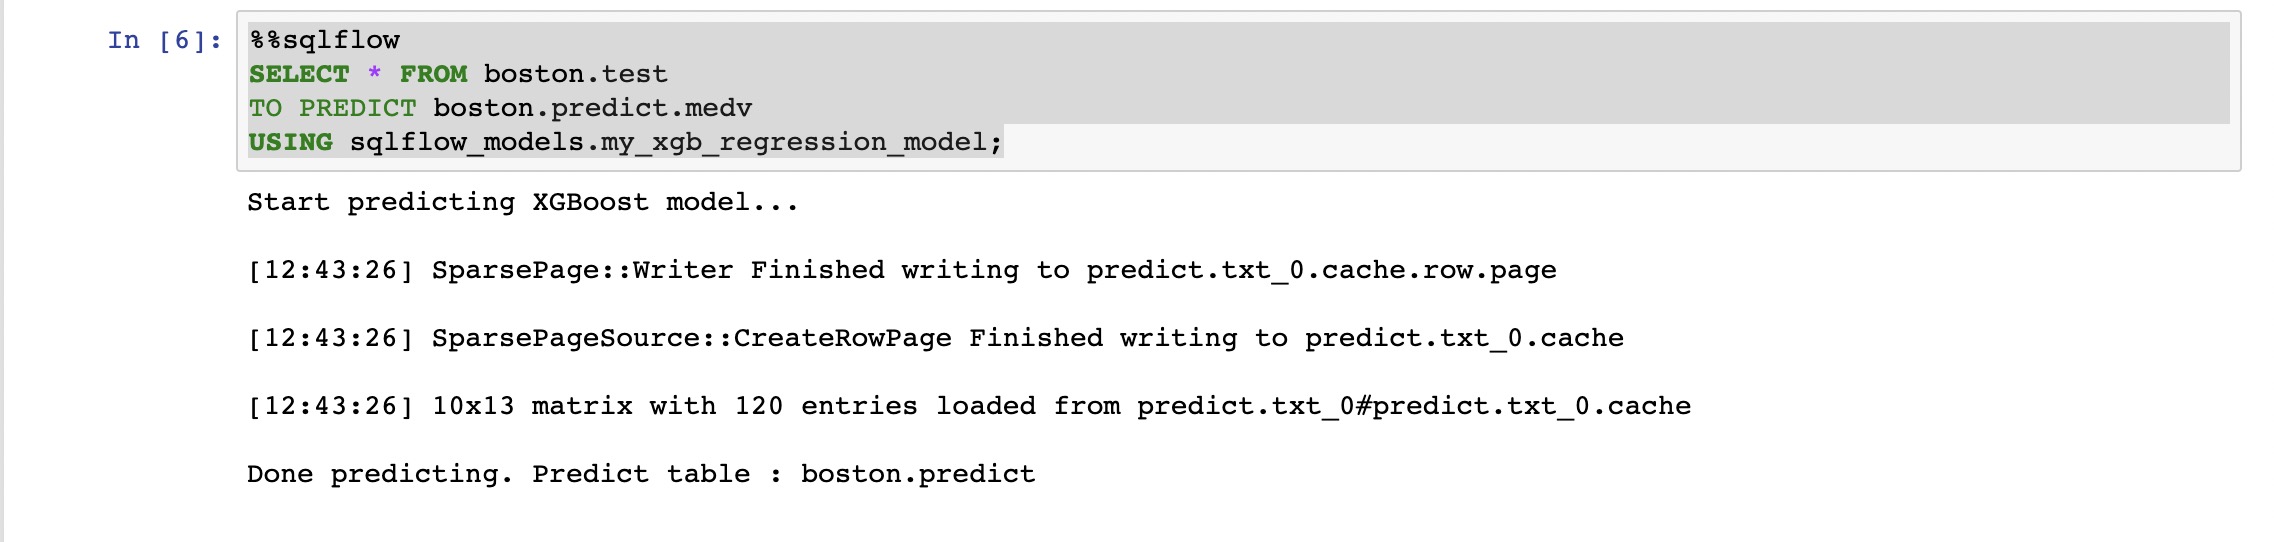 In [6]:
%%sqlflow
SELECT * FROM boston.test
TO PREDICT boston.predict.medv
USING sqlflow_models.my_xgb_regression_model;
Start predicting XGBoost model...
[12:43:26] SparsePage::Writer Finished writing to predict.txt_0.cache.row.page
[12:43:26] SparsePageSource::CreateRowPage Finished writing to predict.txt_0.cache
[12:43:26] 10x13 matrix with 120 entries loaded from predict.txt_0#predict.txt_0.cache
Done predicting. Predict table : boston.predict